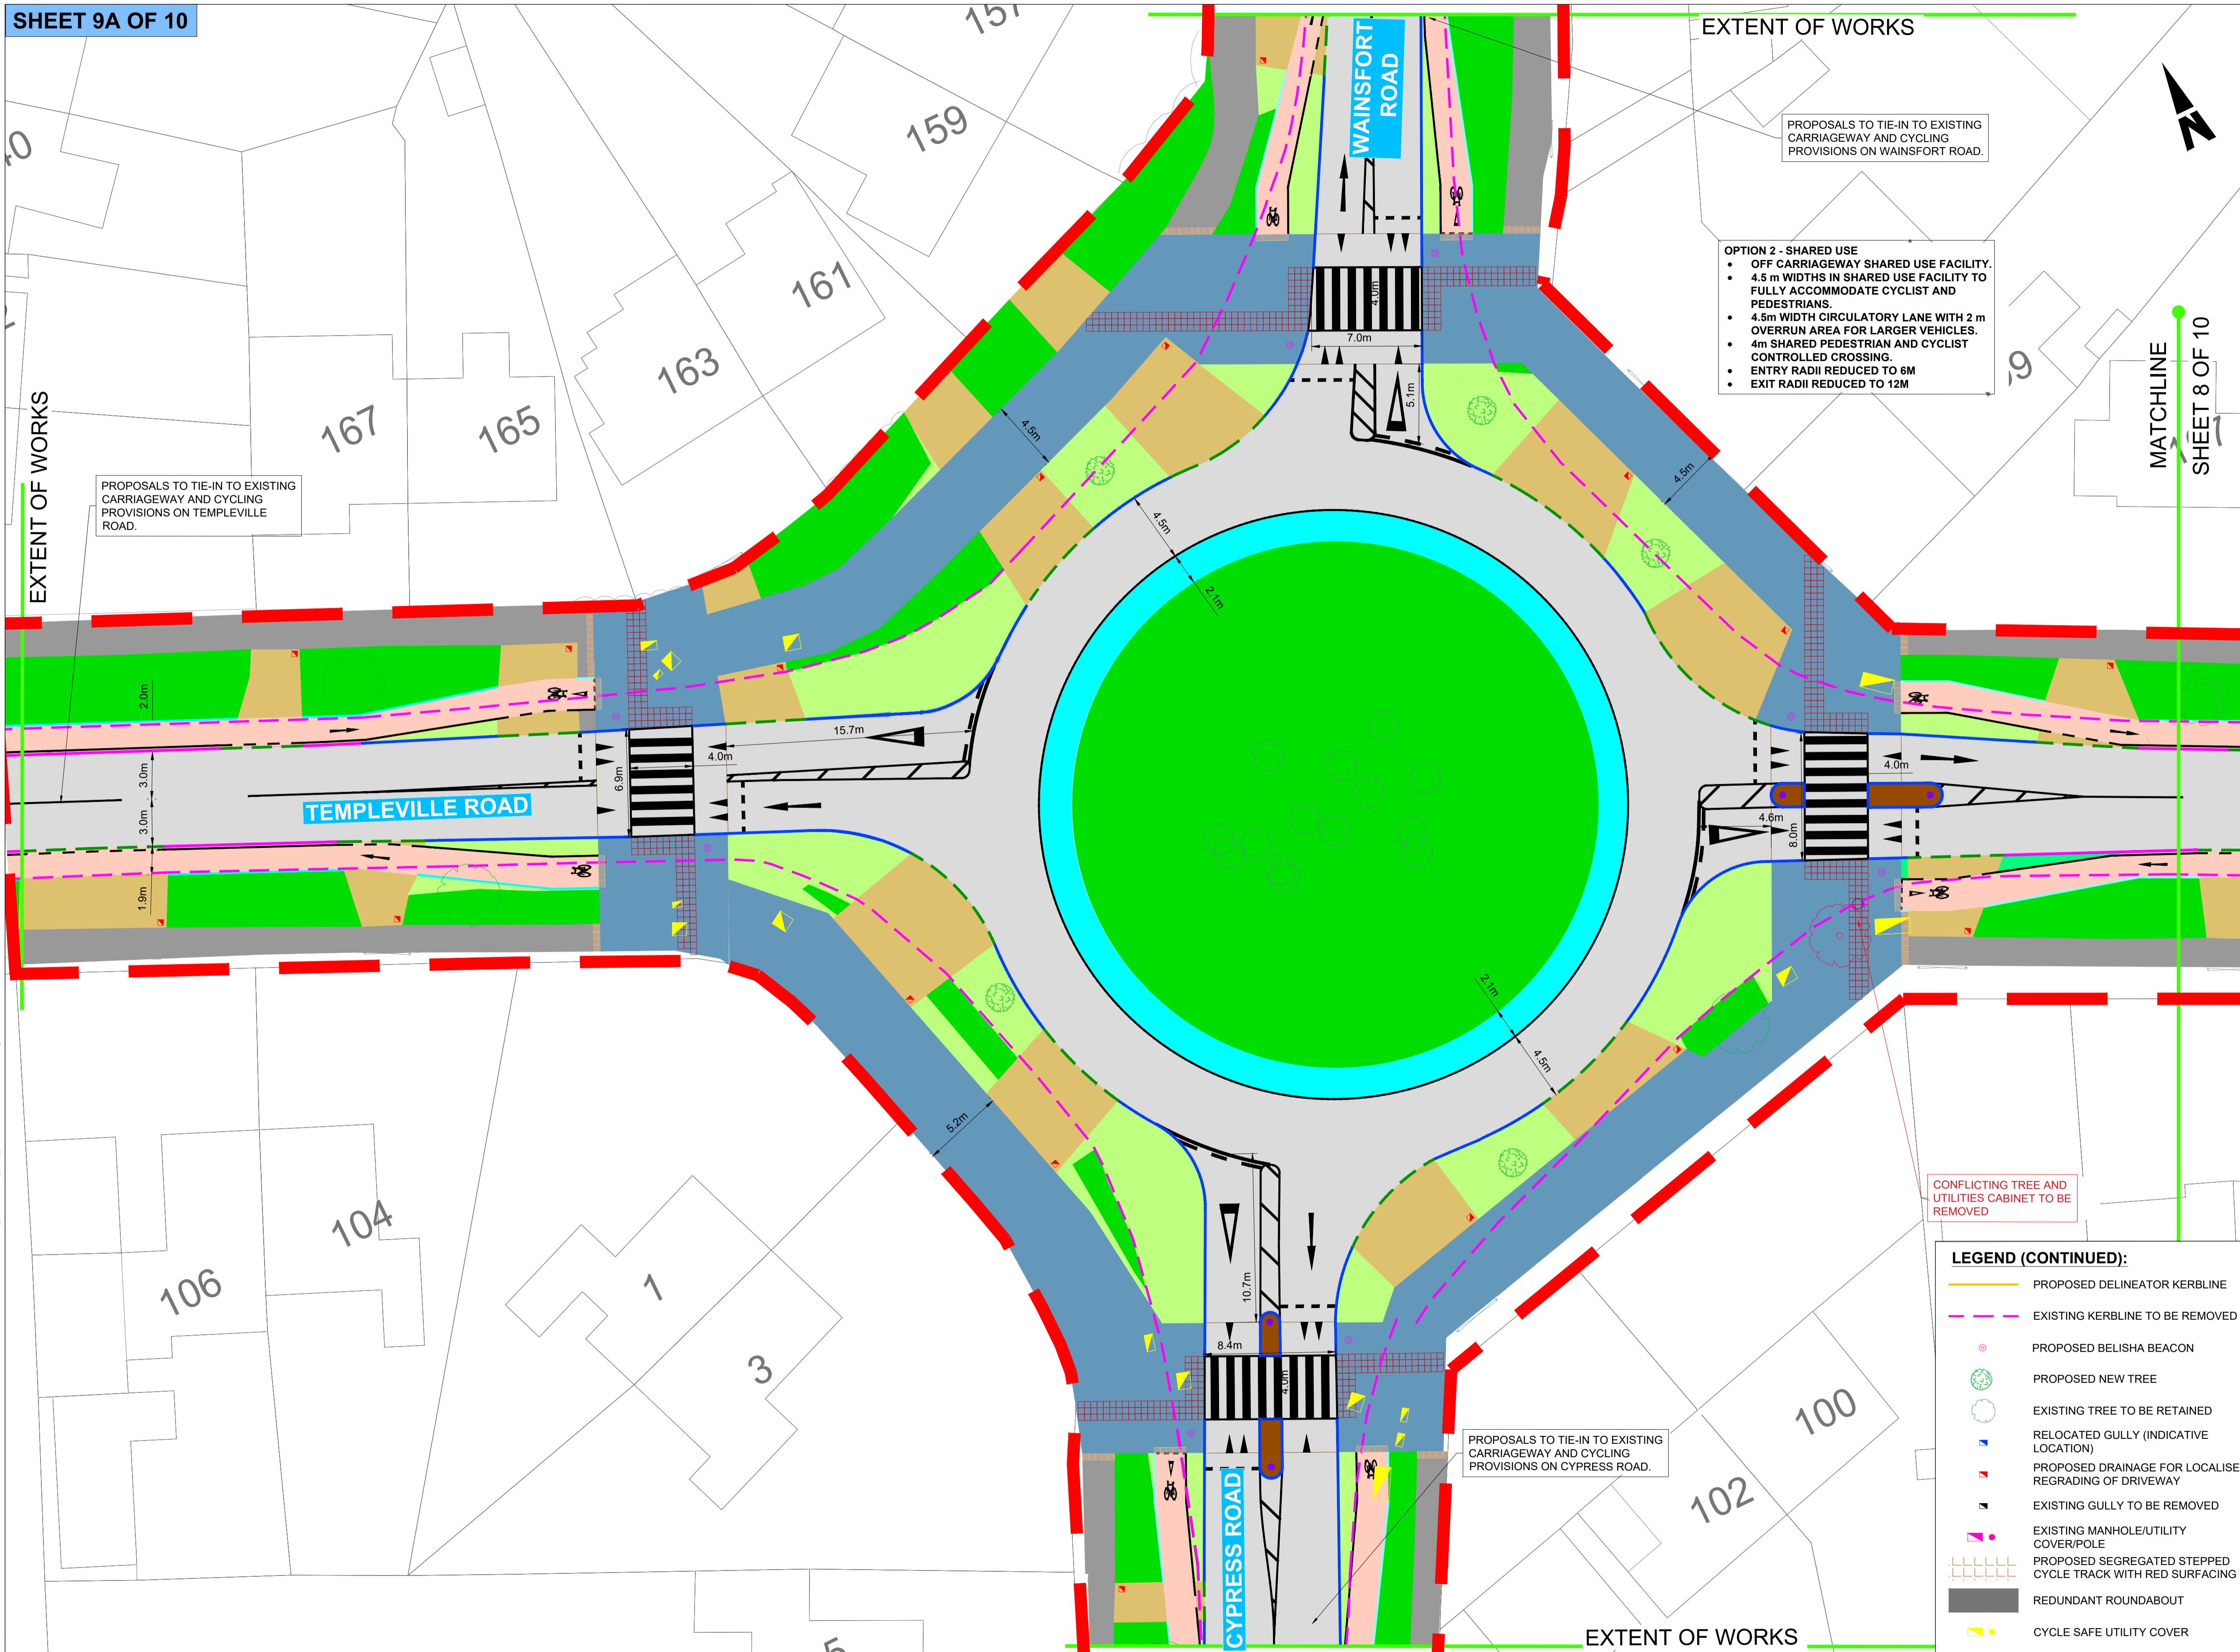 SHEET 9A OF 10
EXTENT OF WORKS
WAINSFORT
ROAD
PROPOSALS TO TIE-IN TO EXISTING
CARRIAGEWAY AND CYCLING
PROVISIONS ON WAINSFORT ROAD.
N
157
159
161
163
165
167
40
OPTION 2 - SHARED USE
• OFF CARRIAGEWAY SHARED USE FACILITY.
• 4.5 m WIDTHS IN SHARED USE FACILITY TO
FULLY ACCOMMODATE CYCLIST AND
PEDESTRIANS.
• 4.5m WIDTH CIRCULATORY LANE WITH 2 m
OVERRUN AREA FOR LARGER VEHICLES.
• 4m SHARED PEDESTRIAN AND CYCLIST
CONTROLLED CROSSING.
• ENTRY RADII REDUCED TO 6M
• EXIT RADII REDUCED TO 12M
MATCHLINE
SHEET 8 OF 10
EXTENT OF WORKS
PROPOSALS TO TIE-IN TO EXISTING
CARRIAGEWAY AND CYCLING
PROVISIONS ON TEMPLEVILLE
ROAD.
4.0m
7.0m
5.1m
4.5m
4.5m
4.5m
2.1m
2.0m
3.0m
3.0m
1.9m
6.9m
4.0m
15.7m
TEMPLEVILLE ROAD
4.0m
4.6m
8.0m
2.1m
4.5m
5.2m
10.7m
8.4m
4.0m
CYPRESS ROAD
104
106
1
3
5
100
102
CONFLICTING TREE AND
UTILITIES CABINET TO BE
REMOVED
PROPOSALS TO TIE-IN TO EXISTING
CARRIAGEWAY AND CYCLING
PROVISIONS ON CYPRESS ROAD.
EXTENT OF WORKS
LEGEND (CONTINUED):
PROPOSED DELINEATOR KERBLINE
EXISTING KERBLINE TO BE REMOVED
PROPOSED BELISHA BEACON
PROPOSED NEW TREE
EXISTING TREE TO BE RETAINED
RELOCATED GULLY (INDICATIVE
LOCATION)
PROPOSED DRAINAGE FOR LOCALISE
REGRADING OF DRIVEWAY
EXISTING GULLY TO BE REMOVED
EXISTING MANHOLE/UTILITY
COVER/POLE
PROPOSED SEGREGATED STEPPED
CYCLE TRACK WITH RED SURFACING
REDUNDANT ROUNDABOUT
CYCLE SAFE UTILITY COVER